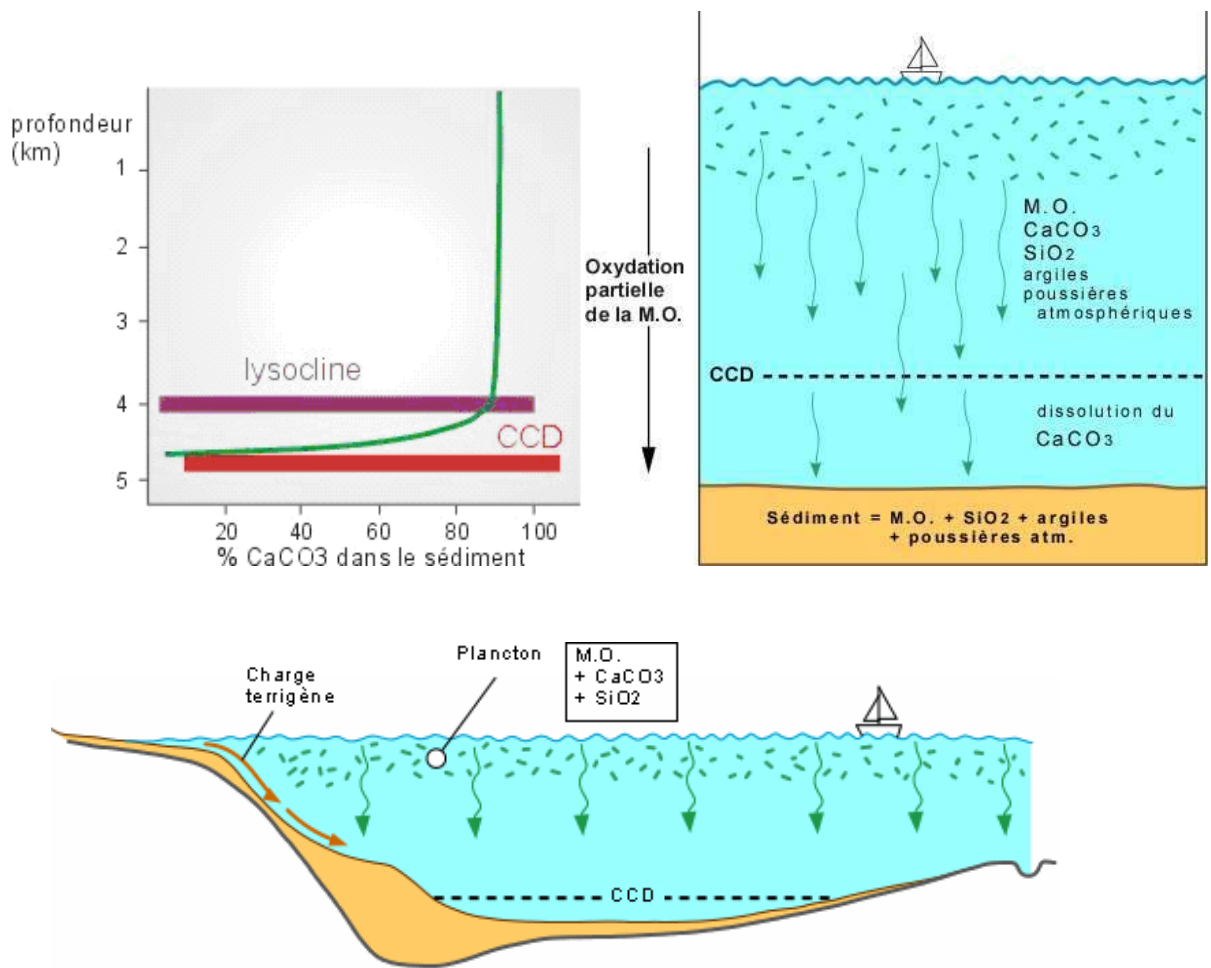 profondeur
(km)
1
2
3
4
5
lysocline
CCD
20 40 60 80 100
% CaCO3 dans le sédiment
Oxydation
partielle
de la M.O.
M.O.
CaCO3
SiO2
argiles
poussières
atmosphériques
CCD
dissolution du
CaCO3
Sédiment = M.O. + SiO2 + argiles
+ poussières atm.
Charge
terrigène
Plancton
M.O.
+ CaCO3
+ SiO2
CCD